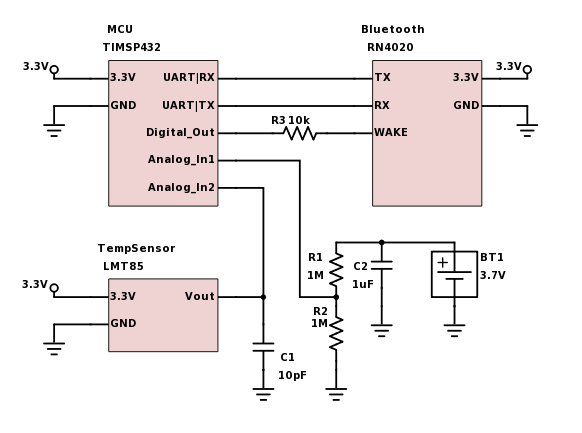 MCU
TIMSP432
Bluetooth
RN4020
3.3V
3.3V
UART|RX
TX
3.3V
3.3V
GND
UART|TX
RX
GND
Digital_Out
R3 10k
WAKE
Analog_In1
Analog_In2
TempSensor
LMT85
3.3V
3.3V
Vout
GND
R1
1M
C2
1uF
+
BT1
3.7V
R2
1M
C1
10pF